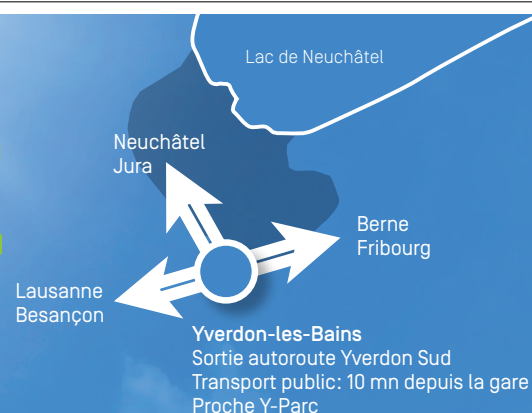 Lac de Neuchâtel
Neuchâtel
Jura
Berne
Fribourg
Lausanne
Besançon
Yverdon-les-Bains
Sortie autoroute Yverdon Sud
Transport public: 10 mn depuis la gare
Proche Y-Parc